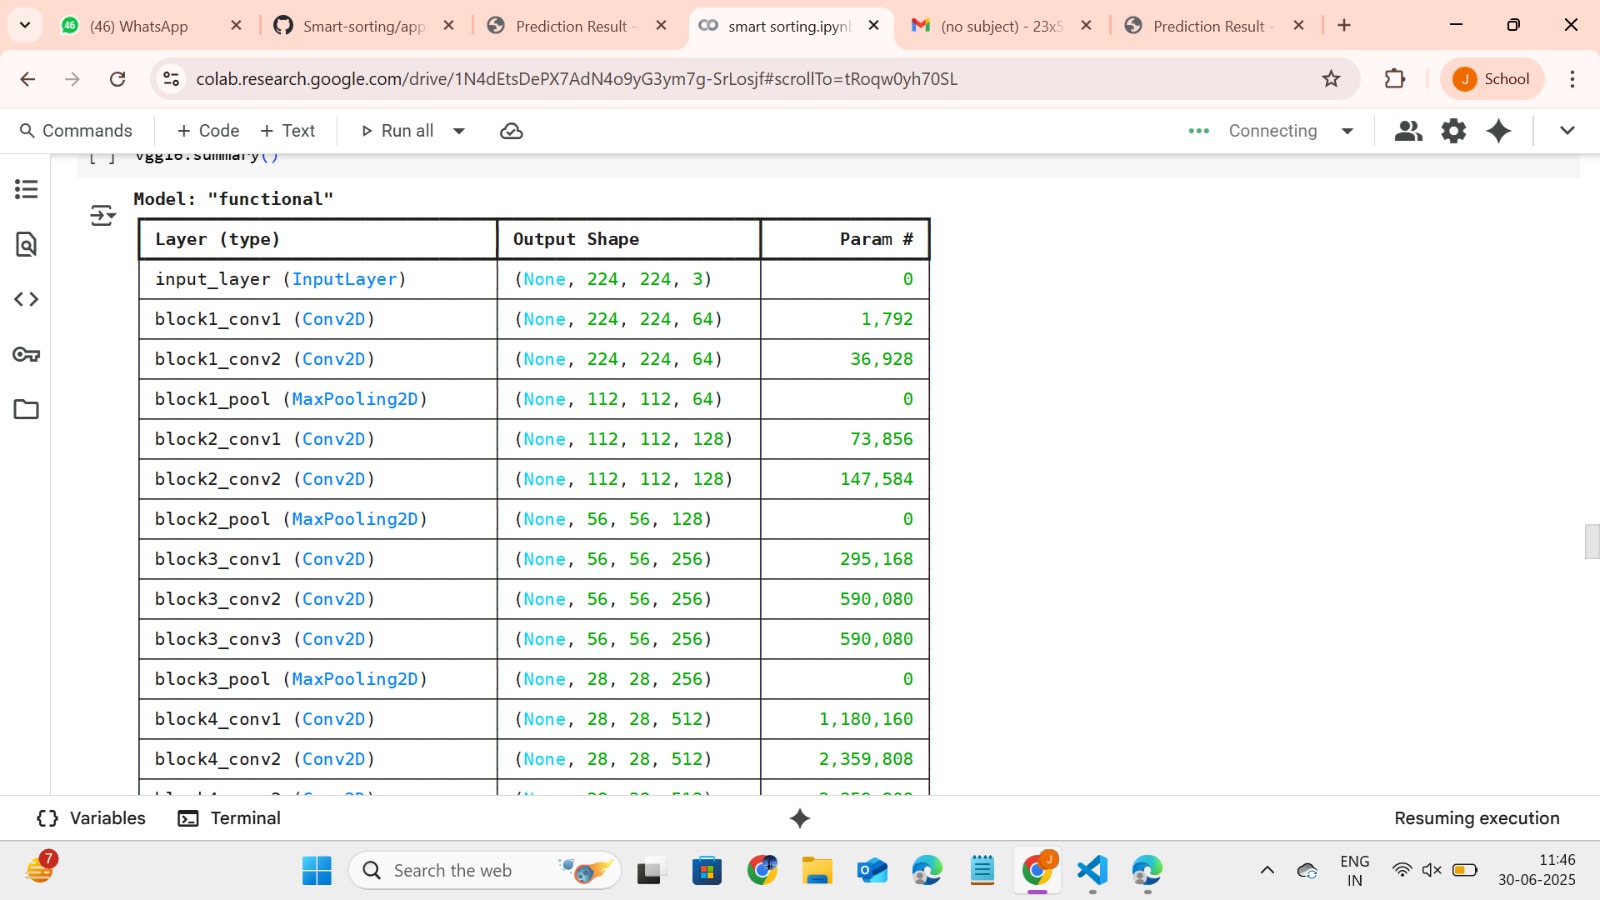 (46) WhatsApp
Smart-sorting/app
Prediction Result -
smart sorting.ipynb
(no subject) - 23x5
Prediction Result -
colab.research.google.com/drive/1N4dEtsDePX7AdN4o9yG3ym7g-SrLosjf#scrollTo=tRoqw0yh70SL
J School
Commands + Code + Text Run all Connecting
[ ] vgg16.summary()
Model: "functional"
Layer (type) Output Shape Param #
input_layer (InputLayer) (None, 224, 224, 3) 0
block1_conv1 (Conv2D) (None, 224, 224, 64) 1,792
block1_conv2 (Conv2D) (None, 224, 224, 64) 36,928
block1_pool (MaxPooling2D) (None, 112, 112, 64) 0
block2_conv1 (Conv2D) (None, 112, 112, 128) 73,856
block2_conv2 (Conv2D) (None, 112, 112, 128) 147,584
block2_pool (MaxPooling2D) (None, 56, 56, 128) 0
block3_conv1 (Conv2D) (None, 56, 56, 256) 295,168
block3_conv2 (Conv2D) (None, 56, 56, 256) 590,080
block3_conv3 (Conv2D) (None, 56, 56, 256) 590,080
block3_pool (MaxPooling2D) (None, 28, 28, 256) 0
block4_conv1 (Conv2D) (None, 28, 28, 512) 1,180,160
block4_conv2 (Conv2D) (None, 28, 28, 512) 2,359,808
Variables Terminal Resuming execution
7
Search the web
J
ENG
IN
11:46
30-06-2025